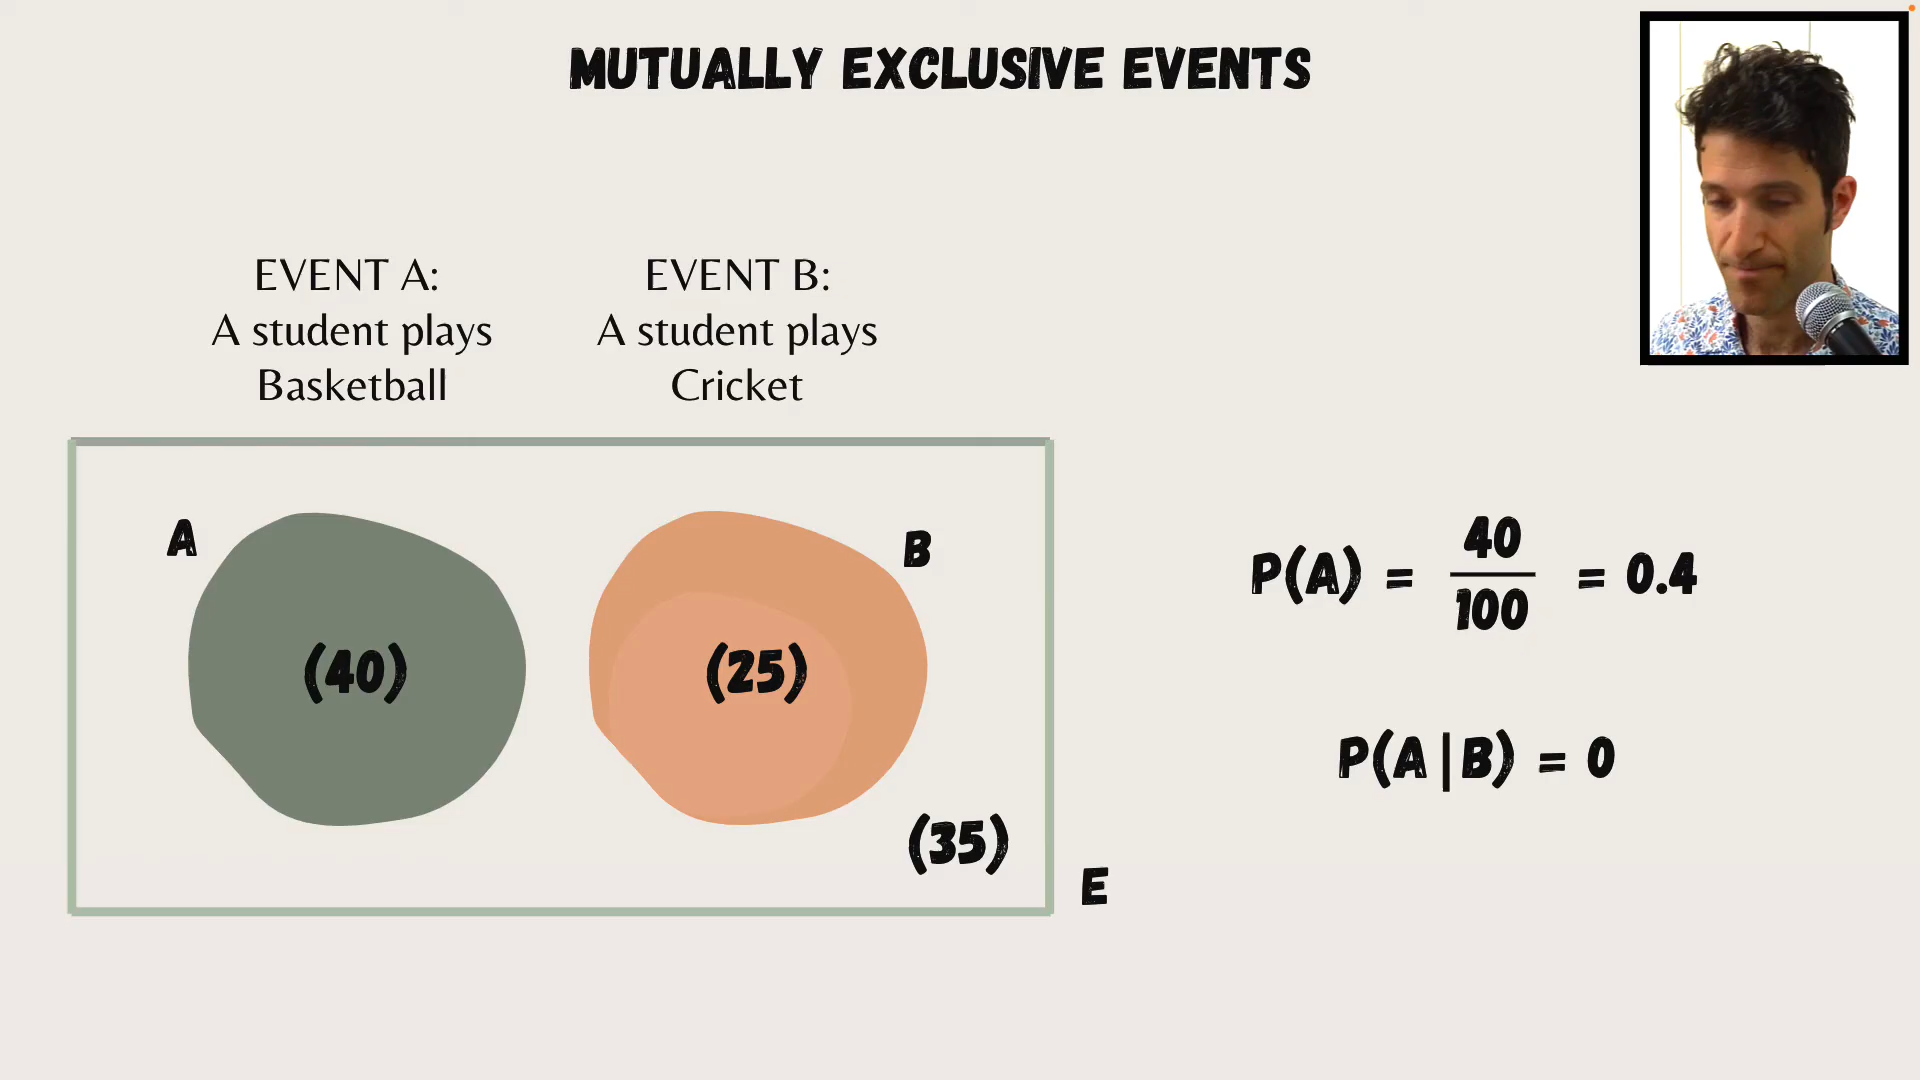 MUTUALLY EXCLUSIVE EVENTS
EVENT A:
A student plays
Basketball
EVENT B:
A student plays
Cricket
A
B
(40)
(25)
(35)
E
P(A) = 40/100 = 0.4
P(A|B) = 0